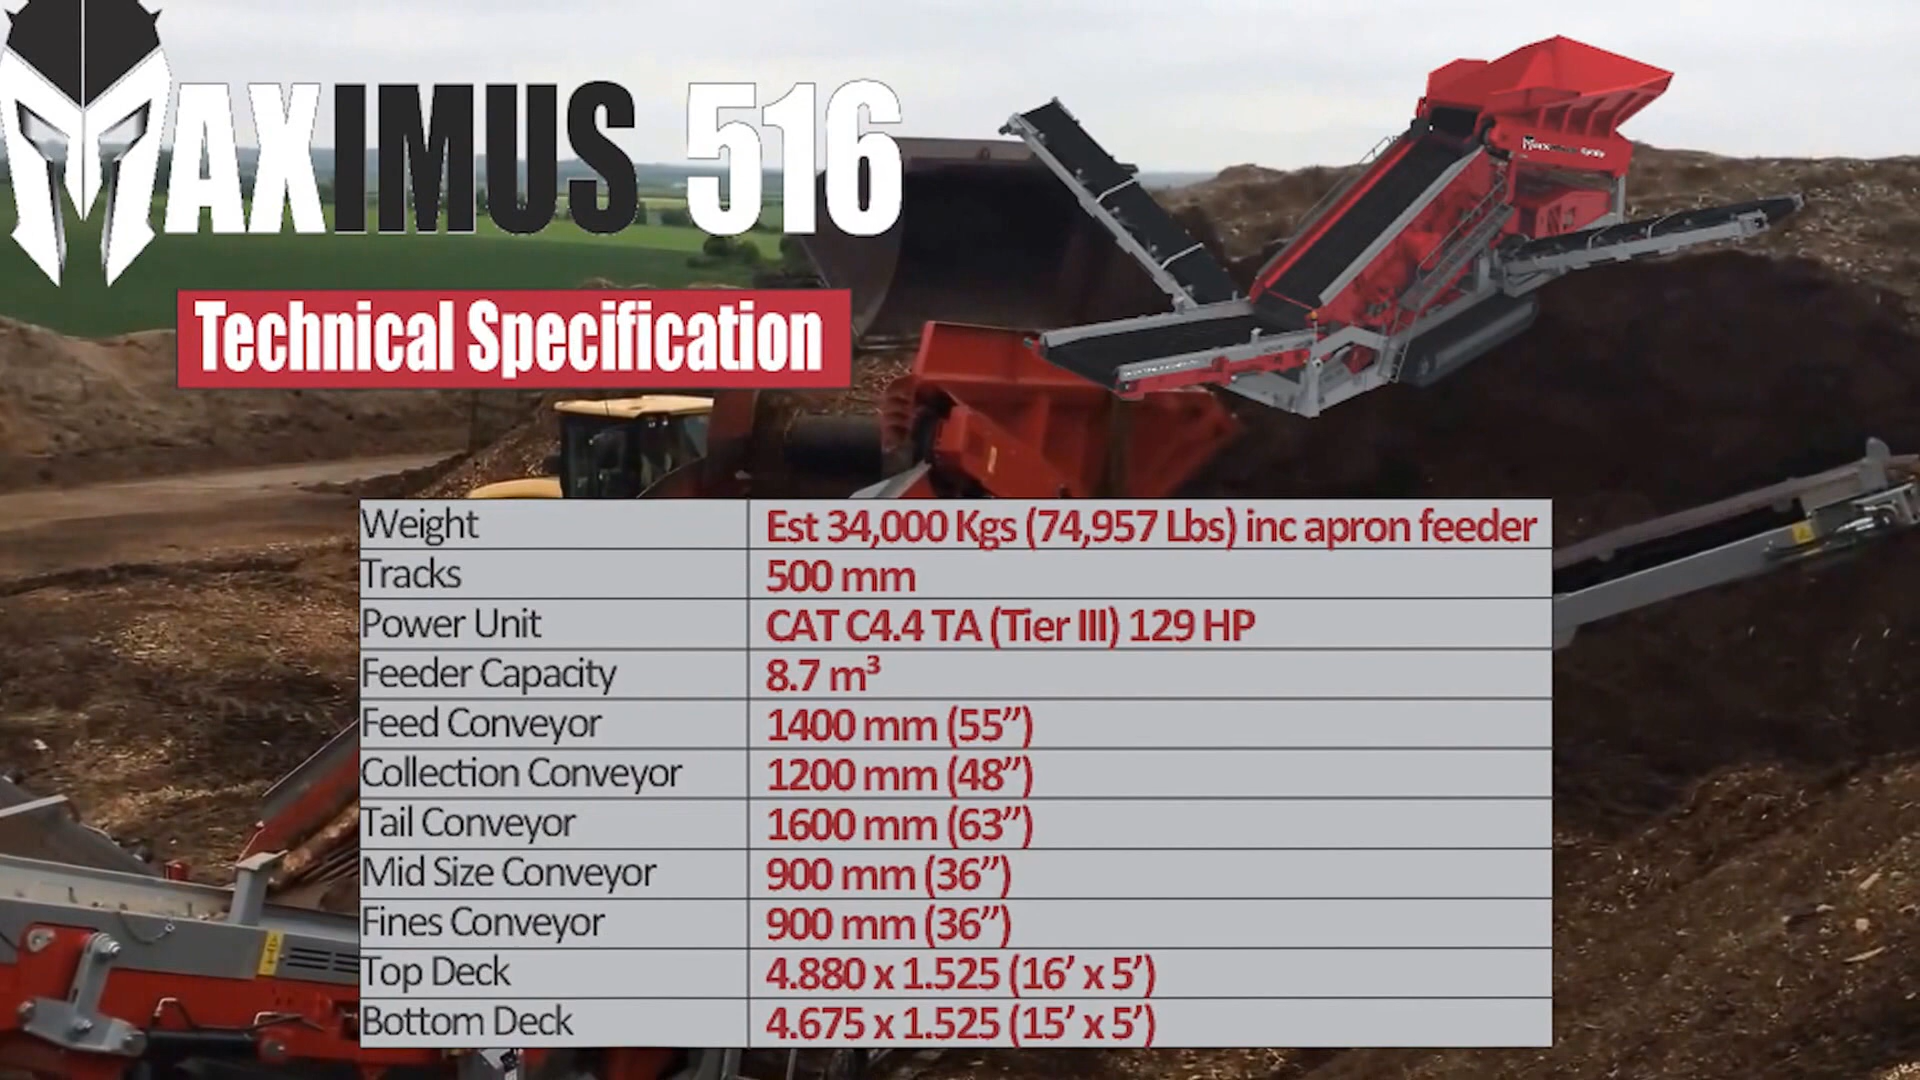 MAXIMUS 516
Technical Specification
Weight Est 34,000 Kgs (74,957 Lbs) inc apron feeder
Tracks 500 mm
Power Unit CAT C4.4 TA (Tier III) 129 HP
Feeder Capacity 8.7 m³
Feed Conveyor 1400 mm (55”)
Collection Conveyor 1200 mm (48”)
Tail Conveyor 1600 mm (63”)
Mid Size Conveyor 900 mm (36”)
Fines Conveyor 900 mm (36”)
Top Deck 4.880 x 1.525 (16’ x 5’)
Bottom Deck 4.675 x 1.525 (15’ x 5’)